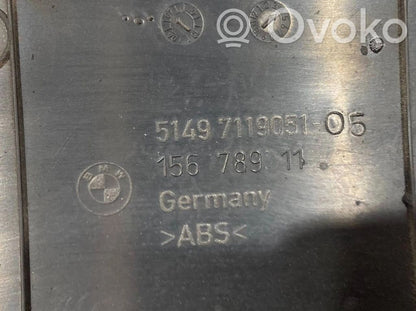 Ovoko
5149 7119051-05
156 789 11
BMW
Germany
>ABS<